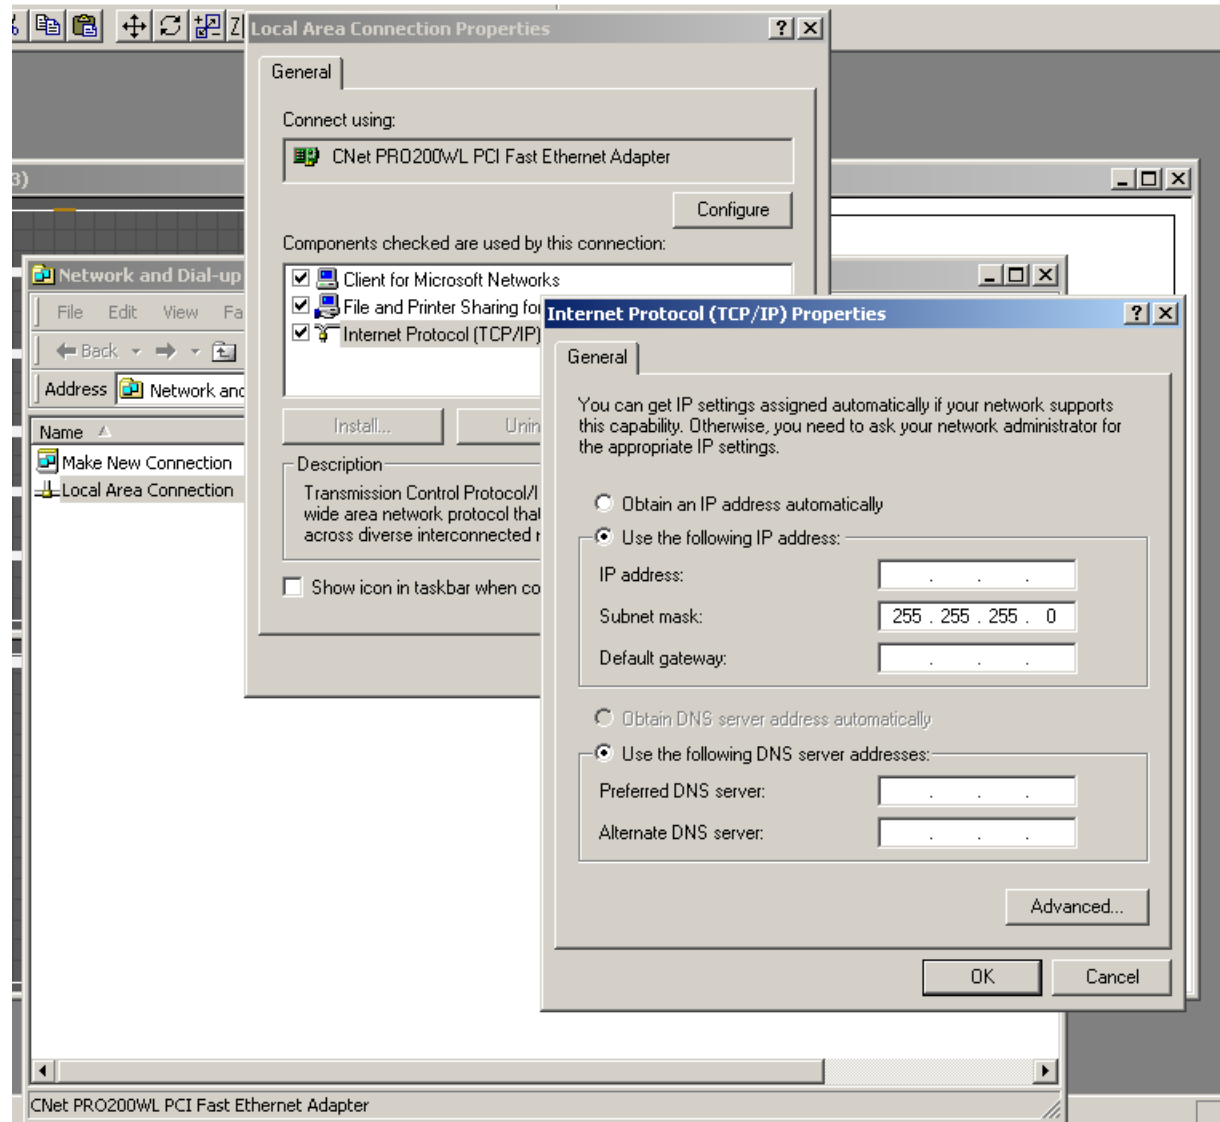 Local Area Connection Properties
General
Connect using:
CNet PRO200WL PCI Fast Ethernet Adapter
Configure
Components checked are used by this connection:
Client for Microsoft Networks
File and Printer Sharing for
Internet Protocol (TCP/IP)
Install...
Description
Transmission Control Protocol/I
wide area network protocol that
across diverse interconnected
Show icon in taskbar when co
3)
Network and Dial-up
File Edit View Fa
Back
Address Network and
Name
Make New Connection
Local Area Connection
CNet PRO200WL PCI Fast Ethernet Adapter
Internet Protocol (TCP/IP) Properties
General
You can get IP settings assigned automatically if your network supports
this capability. Otherwise, you need to ask your network administrator for
the appropriate IP settings.
Obtain an IP address automatically
Use the following IP address:
IP address: . . .
Subnet mask: 255 . 255 . 255 . 0
Default gateway: . . .
Obtain DNS server address automatically
Use the following DNS server addresses:
Preferred DNS server: . . .
Alternate DNS server: . . .
Advanced...
OK Cancel